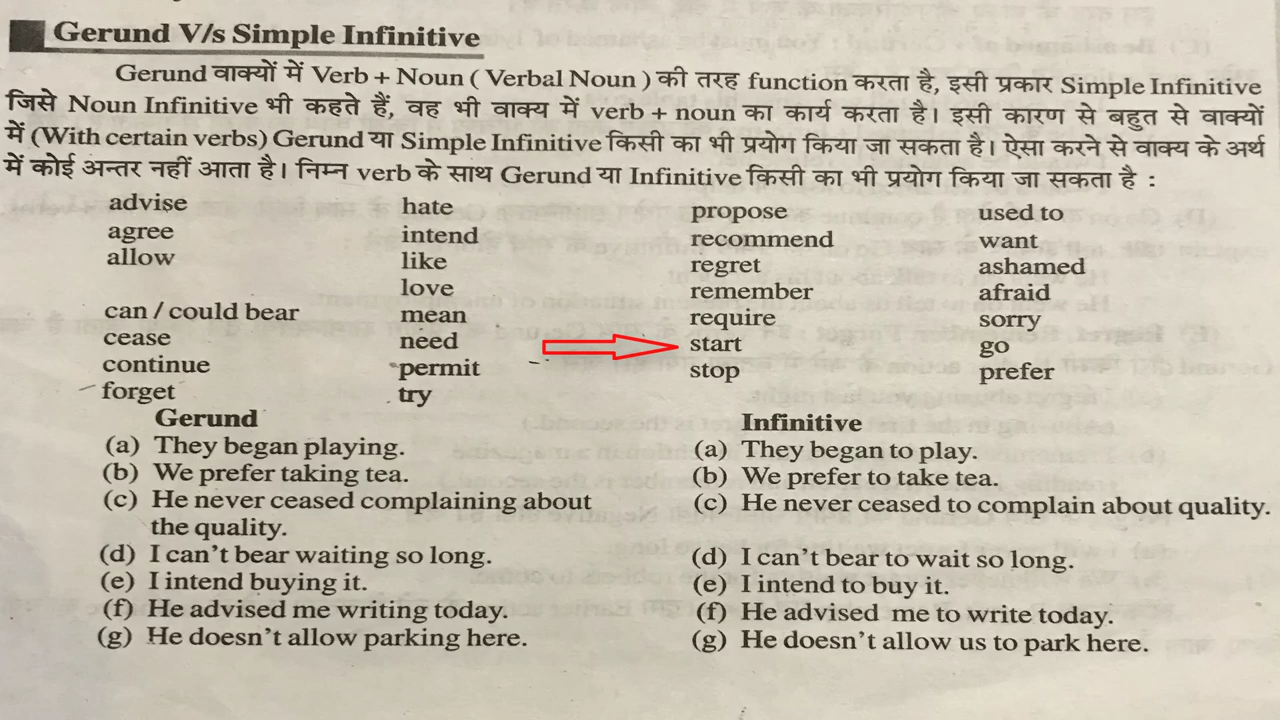 Gerund V/s Simple Infinitive
Gerund वाक्यों में Verb + Noun ( Verbal Noun ) की तरह function करता है, इसी प्रकार Simple Infinitive
जिसे Noun Infinitive भी कहते हैं, वह भी वाक्य में verb + noun का कार्य करता है। इसी कारण से बहुत से वाक्यों
में (With certain verbs) Gerund या Simple Infinitive किसी का भी प्रयोग किया जा सकता है। ऐसा करने से वाक्य के अर्थ
में कोई अन्तर नहीं आता है। निम्न verb के साथ Gerund या Infinitive किसी का भी प्रयोग किया जा सकता है :
advise hate propose used to
agree intend recommend want
allow like regret ashamed
love remember afraid
can / could bear mean require sorry
cease need start go
continue permit stop prefer
forget try
Gerund Infinitive
(a) They began playing. (a) They began to play.
(b) We prefer taking tea. (b) We prefer to take tea.
(c) He never ceased complaining about (c) He never ceased to complain about quality.
the quality.
(d) I can't bear waiting so long. (d) I can't bear to wait so long.
(e) I intend buying it. (e) I intend to buy it.
(f) He advised me writing today. (f) He advised me to write today.
(g) He doesn't allow parking here. (g) He doesn't allow us to park here.